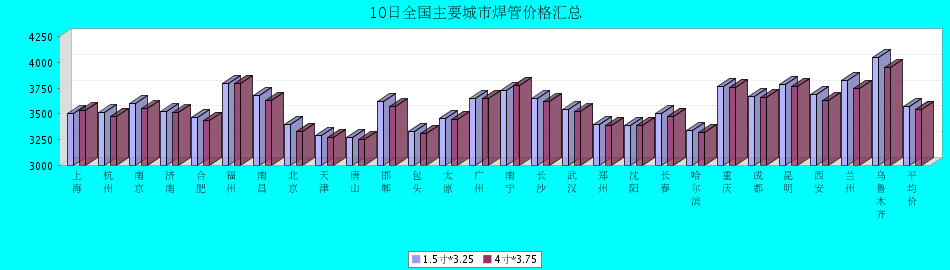 10日全国主要城市焊管价格汇总
4250
4000
3750
3500
3250
3000
上海
杭州
南京
济南
合肥
福州
南昌
北京
天津
唐山
邯郸
包头
太原
广州
南宁
长沙
武汉
郑州
沈阳
长春
哈尔滨
重庆
成都
昆明
西安
兰州
乌鲁木齐
平均价
1.5寸*3.25
4寸*3.75